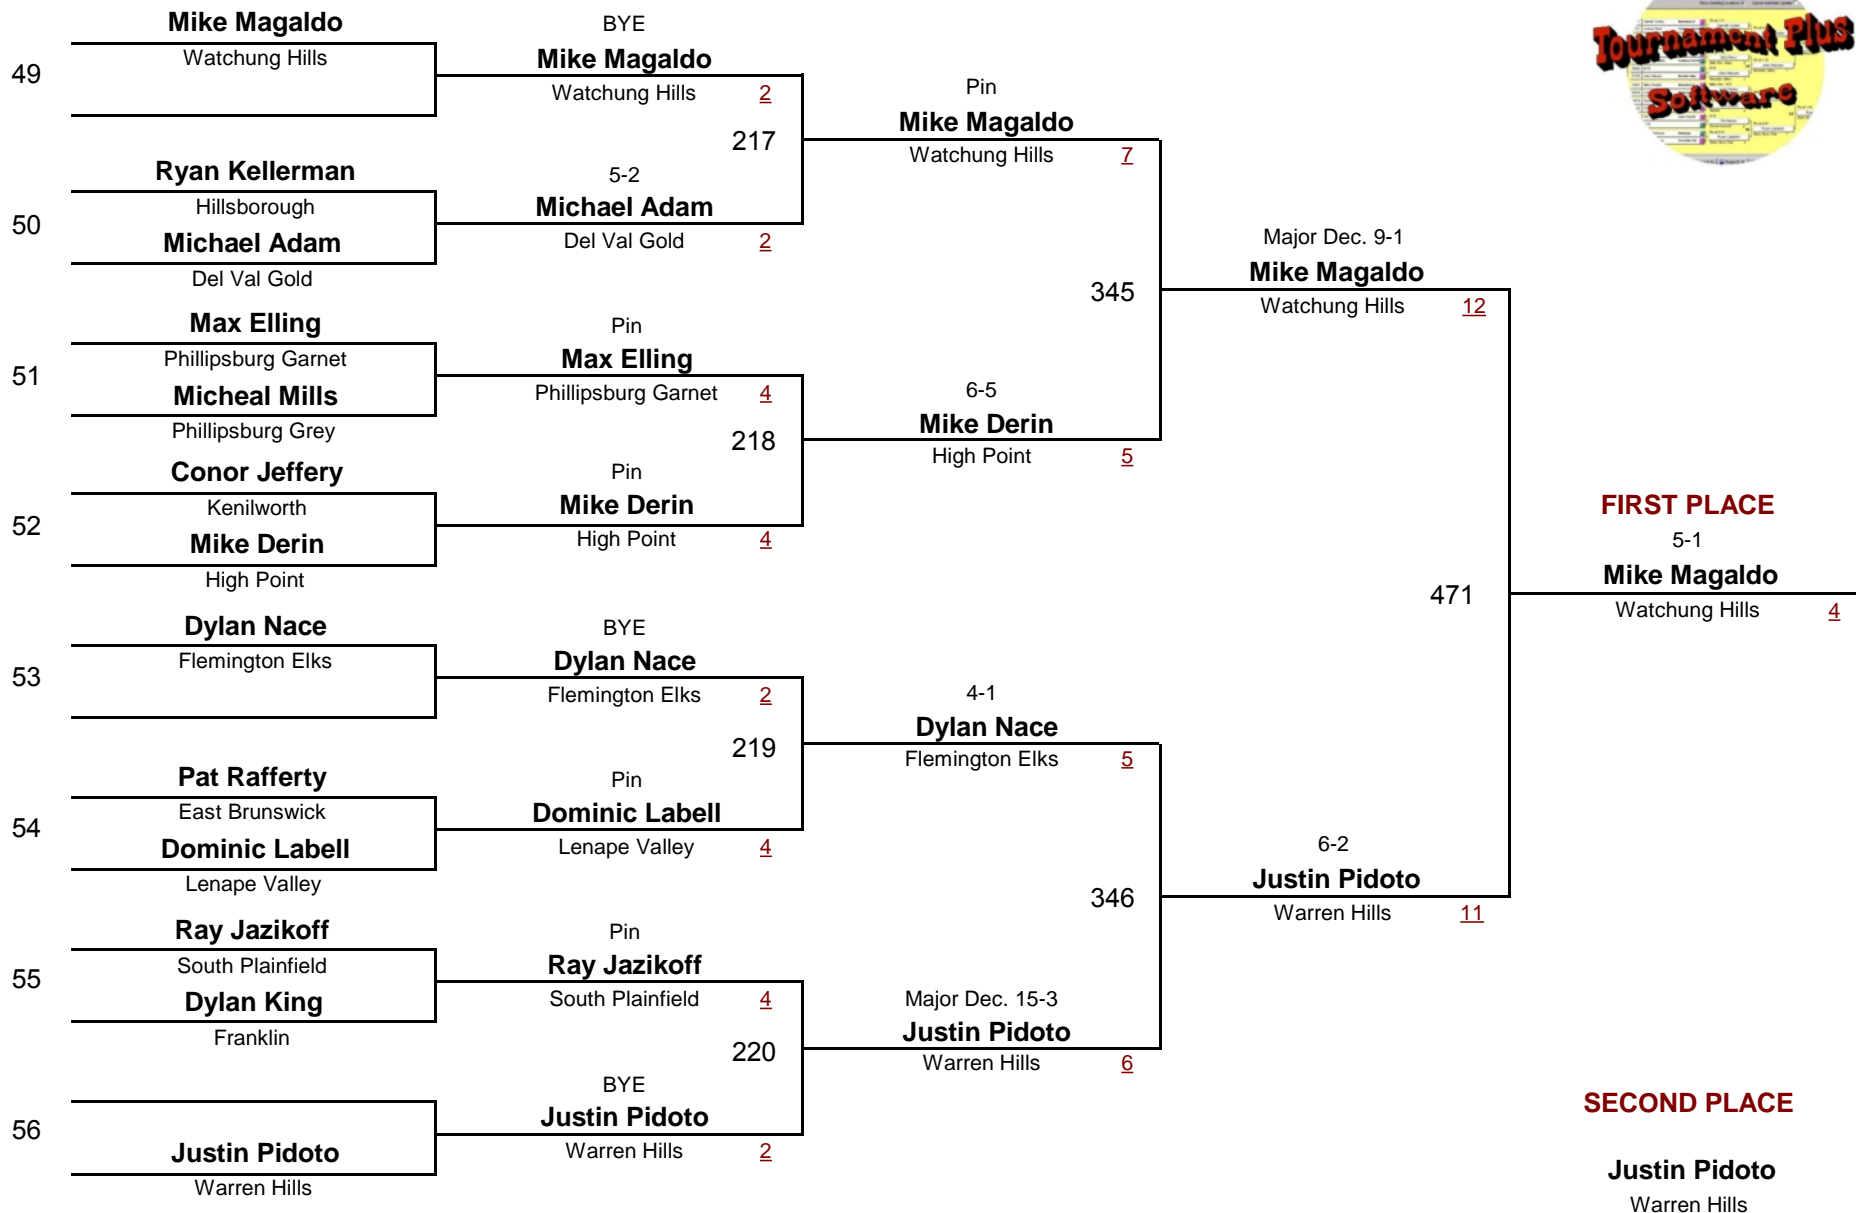 Tournament Plus
Software
Mike Magaldo
49
Watchung Hills
BYE
Mike Magaldo
Watchung Hills 2
217
Ryan Kellerman
50
Hillsborough
Michael Adam
Del Val Gold
5-2
Michael Adam
Del Val Gold 2
Pin
Mike Magaldo
Watchung Hills 7
345
Max Elling
51
Phillipsburg Garnet
Micheal Mills
Phillipsburg Grey
Pin
Max Elling
Phillipsburg Garnet 4
218
Conor Jeffery
52
Kenilworth
Mike Derin
High Point
Pin
Mike Derin
High Point 4
6-5
Mike Derin
High Point 5
Major Dec. 9-1
Mike Magaldo
Watchung Hills 12
471
Dylan Nace
53
Flemington Elks
BYE
Dylan Nace
Flemington Elks 2
219
Pat Rafferty
54
East Brunswick
Dominic Labell
Lenape Valley
Pin
Dominic Labell
Lenape Valley 4
4-1
Dylan Nace
Flemington Elks 5
346
Ray Jazikoff
55
South Plainfield
Dylan King
Franklin
Pin
Ray Jazikoff
South Plainfield 4
220
56
Justin Pidoto
Warren Hills
BYE
Justin Pidoto
Warren Hills 2
Major Dec. 15-3
Justin Pidoto
Warren Hills 6
6-2
Justin Pidoto
Warren Hills 11
FIRST PLACE
5-1
Mike Magaldo
Watchung Hills 4
SECOND PLACE
Justin Pidoto
Warren Hills